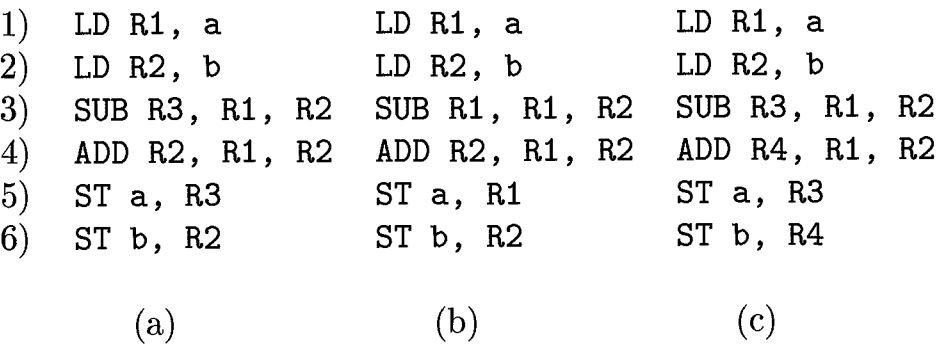 1) LD R1, a LD R1, a LD R1, a
2) LD R2, b LD R2, b LD R2, b
3) SUB R3, R1, R2 SUB R1, R1, R2 SUB R3, R1, R2
4) ADD R2, R1, R2 ADD R2, R1, R2 ADD R4, R1, R2
5) ST a, R3 ST a, R1 ST a, R3
6) ST b, R2 ST b, R2 ST b, R4
(a) (b) (c)